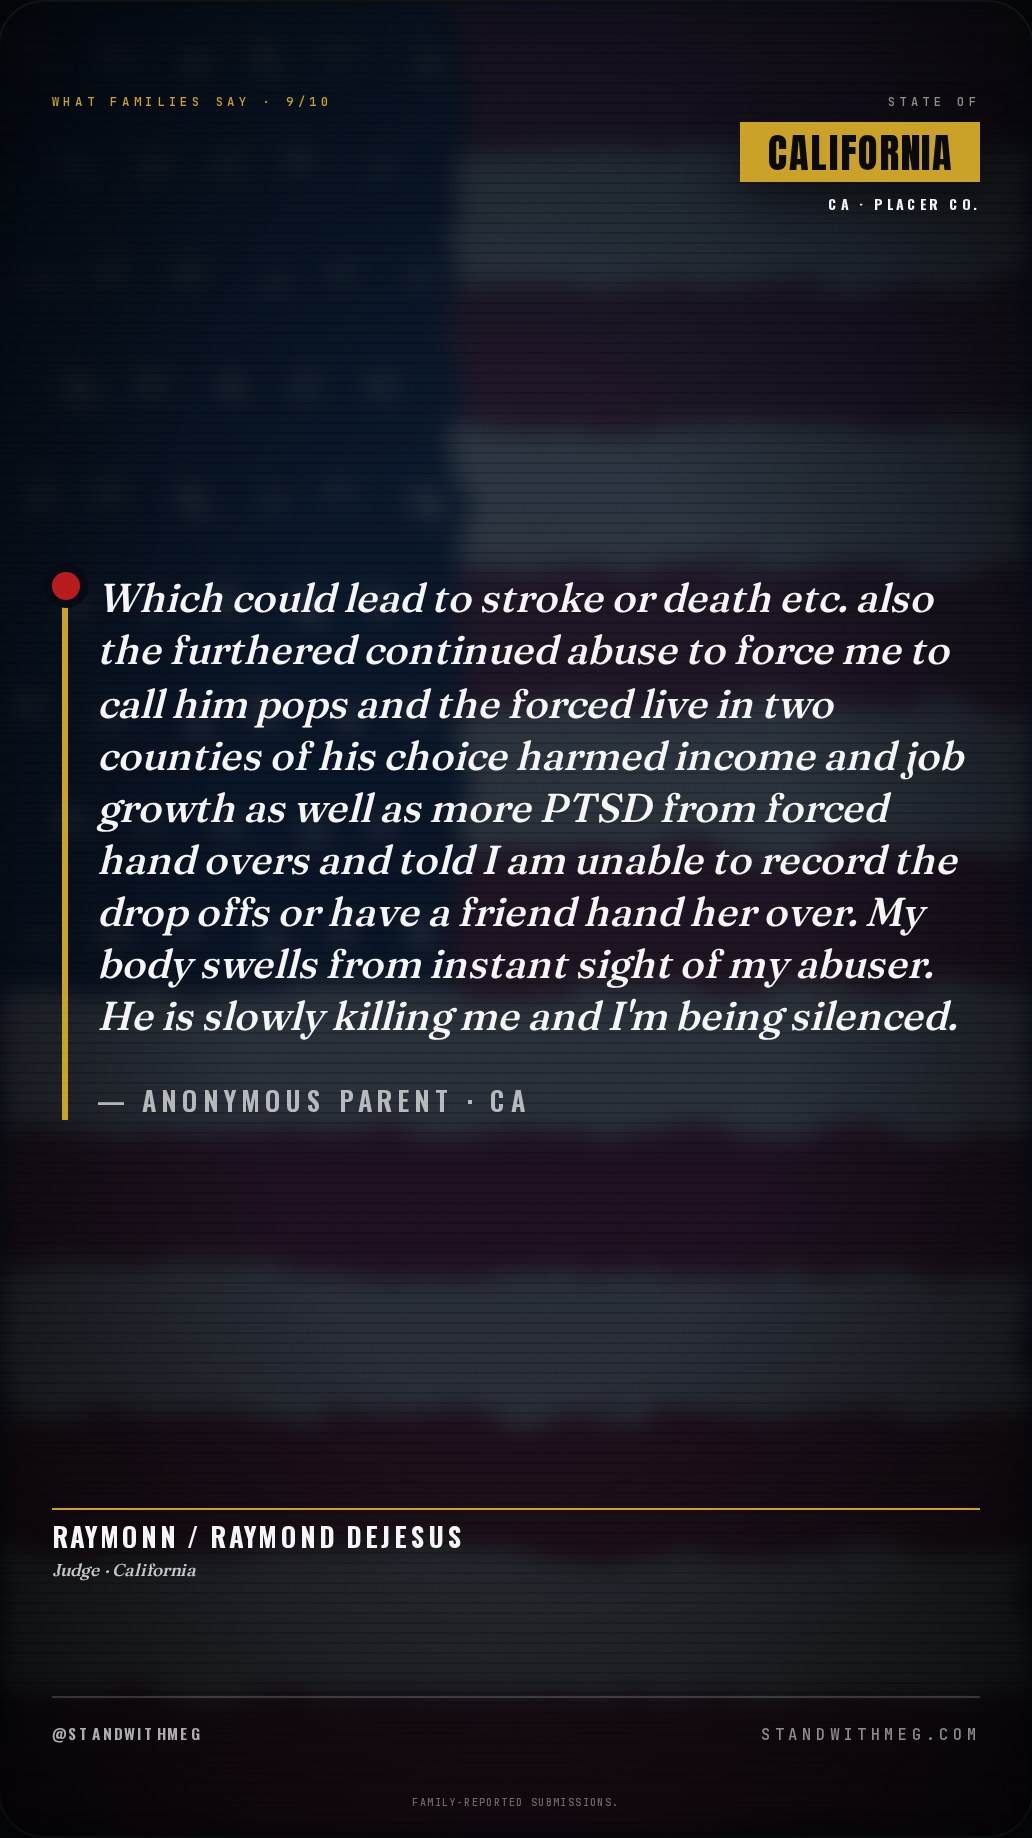 WHAT FAMILIES SAY · 9/10
STATE OF
CALIFORNIA
CA · PLACER CO.
Which could lead to stroke or death etc. also
the furthered continued abuse to force me to
call him pops and the forced live in two
counties of his choice harmed income and job
growth as well as more PTSD from forced
hand overs and told I am unable to record the
drop offs or have a friend hand her over. My
body swells from instant sight of my abuser.
He is slowly killing me and I'm being silenced.
— ANONYMOUS PARENT · CA
RAYMONN / RAYMOND DEJESUS
Judge · California
@STANDWITHMEG
STANDWITHMEG.COM
FAMILY-REPORTED SUBMISSIONS.